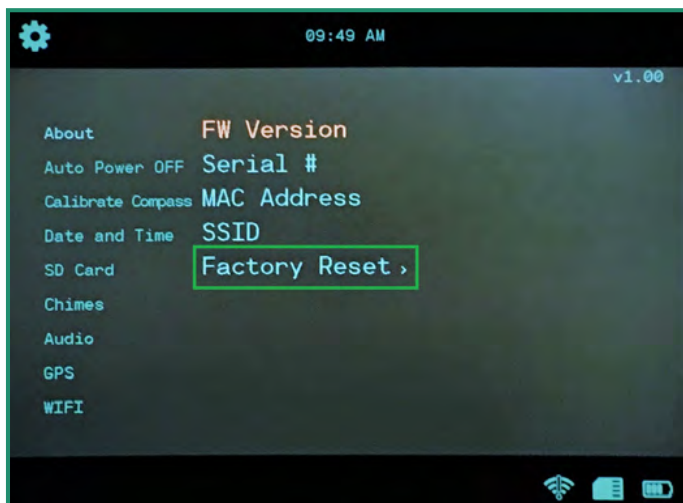 09:49 AM
v1.00
About
Auto Power OFF
Calibrate Compass
Date and Time
SD Card
Chimes
Audio
GPS
WIFI
FW Version
Serial #
MAC Address
SSID
Factory Reset ›